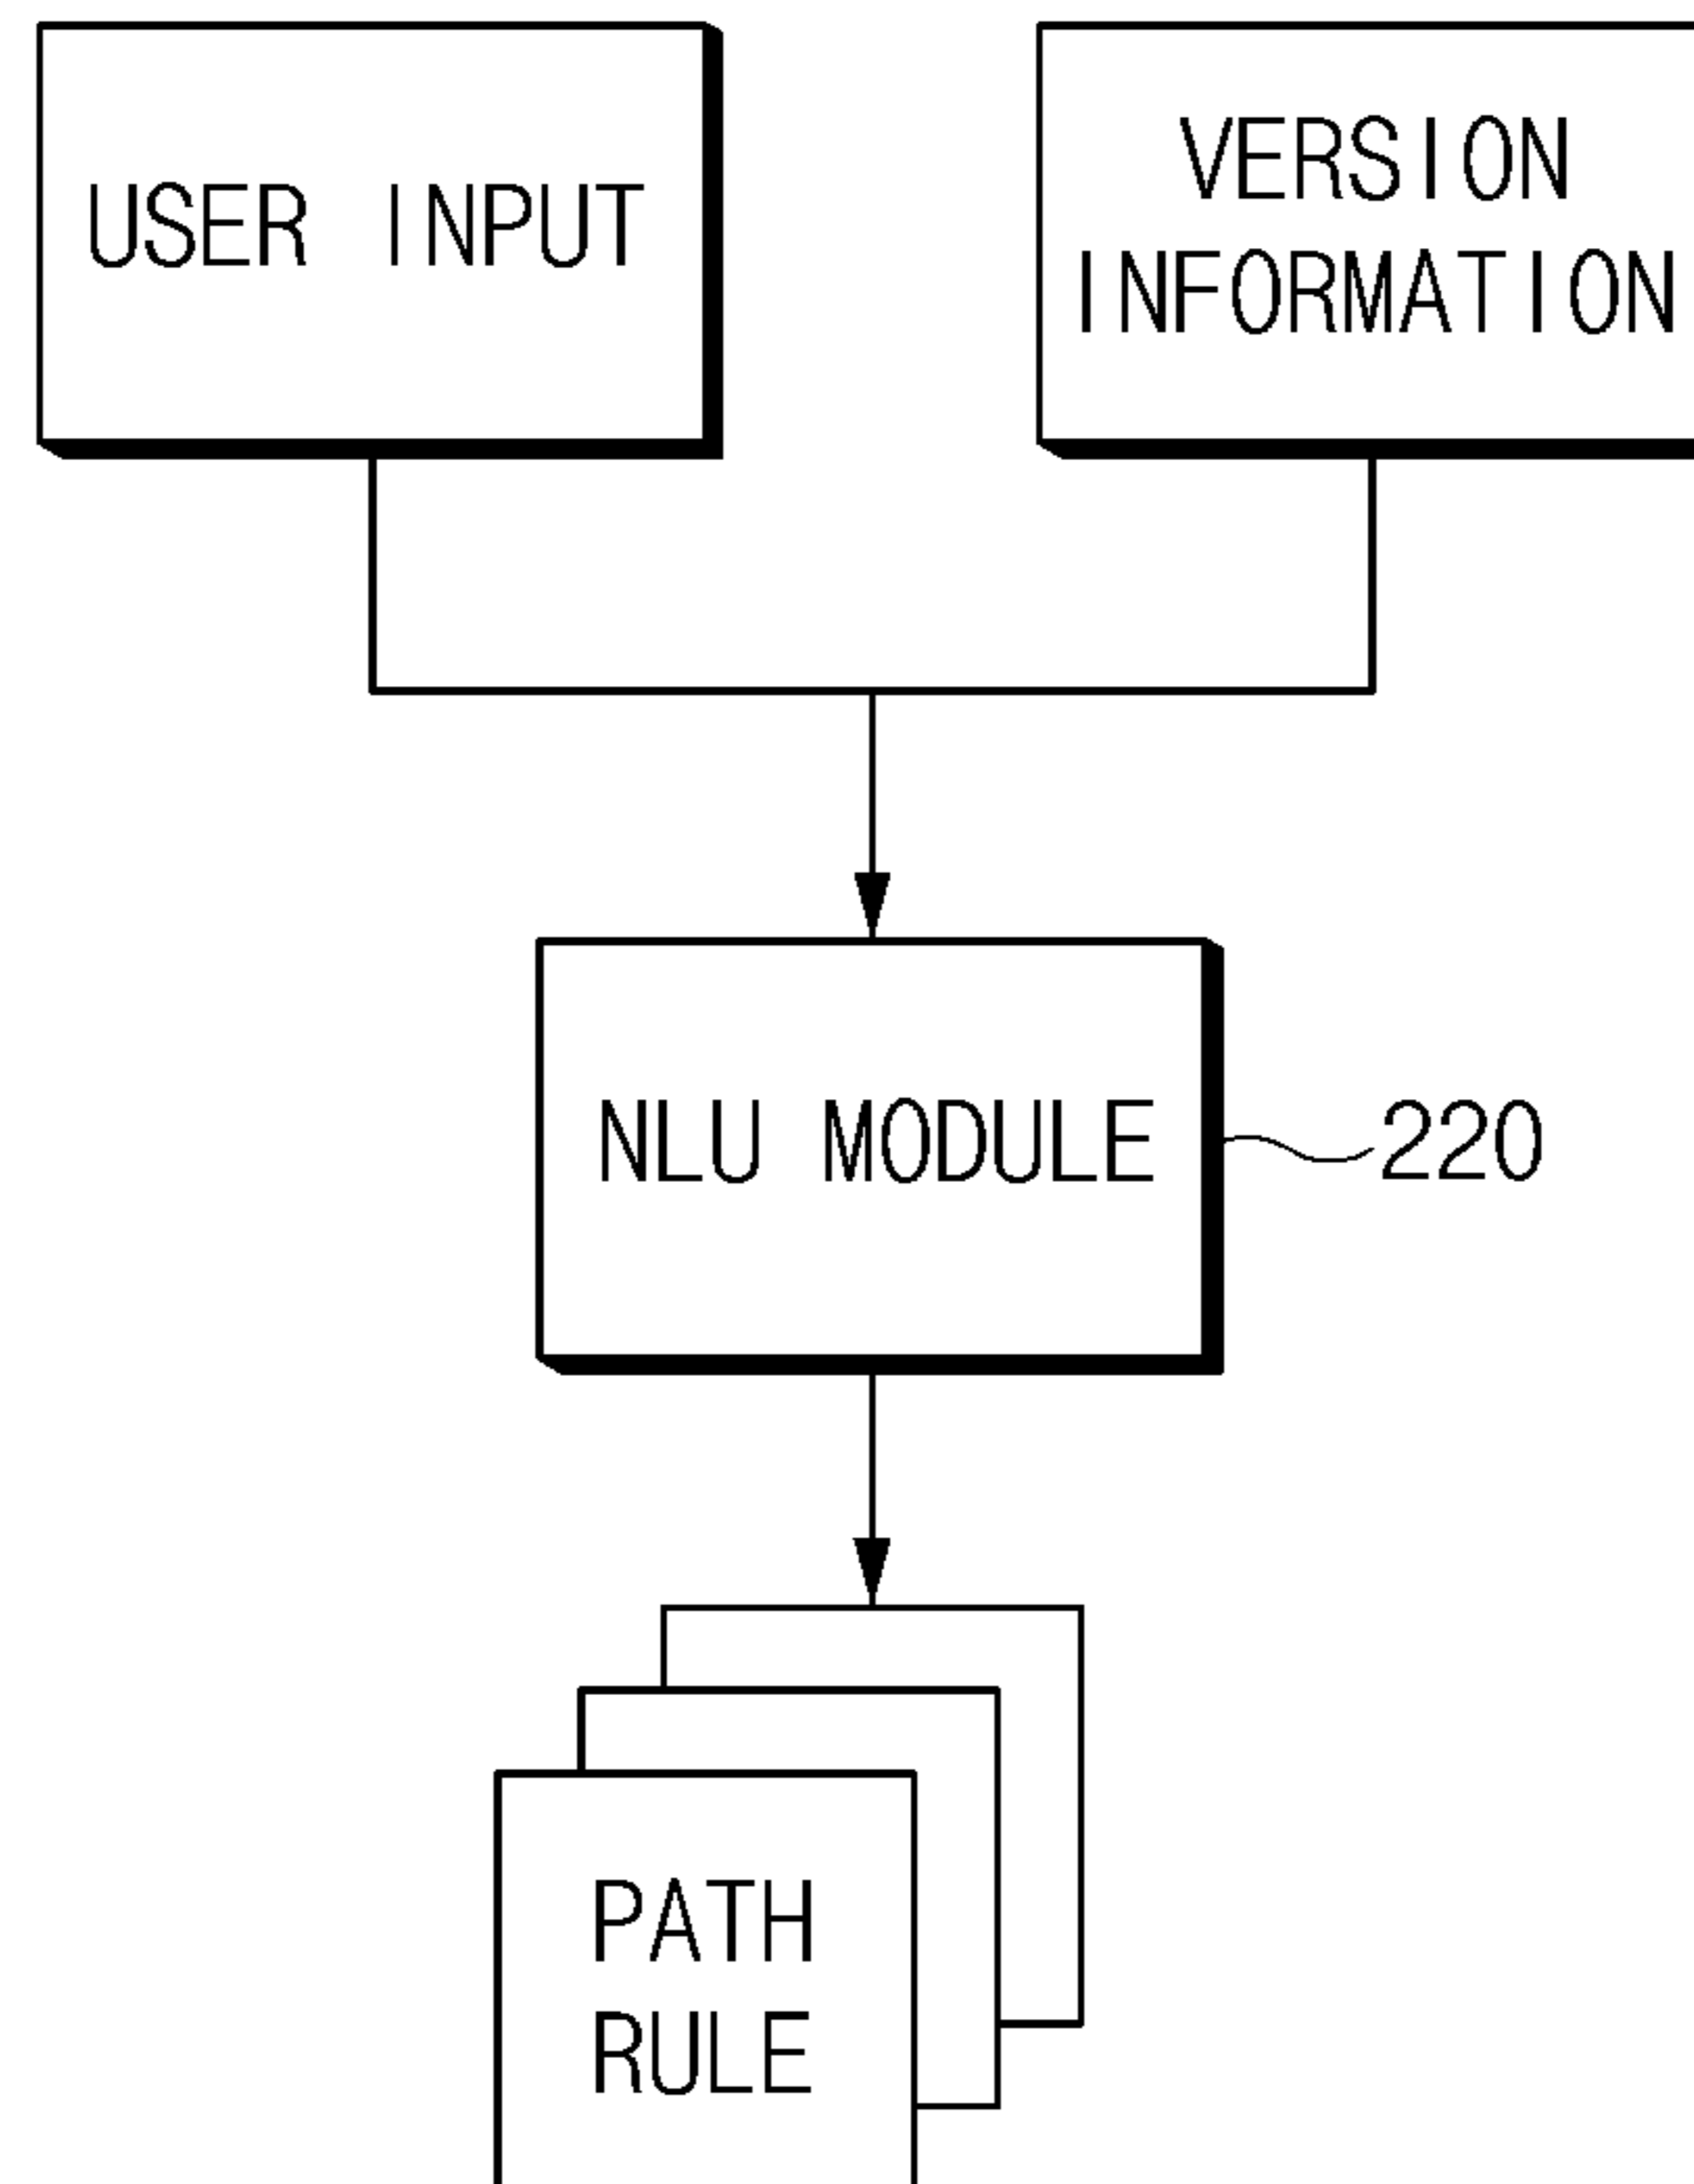 USER INPUT
VERSION
INFORMATION
NLU MODULE
220
PATH
RULE